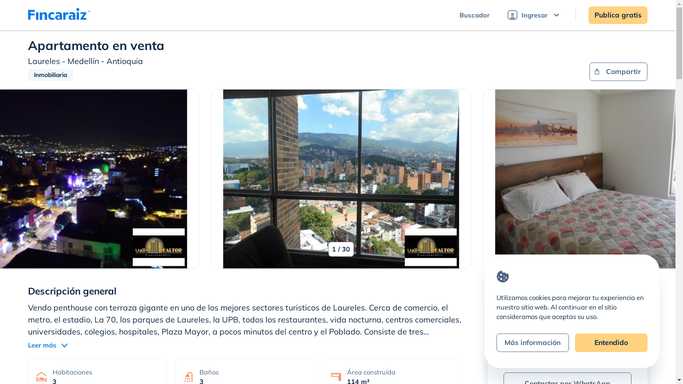 Fincaraiz
Buscador
Ingresar
Publica gratis
Apartamento en venta
Laureles - Medellín - Antioquia
Inmobiliaria
Compartir
1 / 30
Descripción general
Vendo penthouse con terraza gigante en uno de los mejores sectores turísticos de Laureles. Cerca de comercio, el
metro, el estadio, La 70, los parques de Laureles, la UPB, todos los restaurantes, vida nocturna, centros comerciales,
universidades, colegios, hospitales, Plaza Mayor, a pocos minutos del centro y el Poblado. Consiste de tres...
Leer más
Habitaciones
3
Baños
3
Área construida
114 m²
Utilizamos cookies para mejorar tu experiencia en
nuestro sitio web. Al continuar en el sitio
consideramos que aceptas su uso.
Más información
Entendido
Contactar por WhatsApp